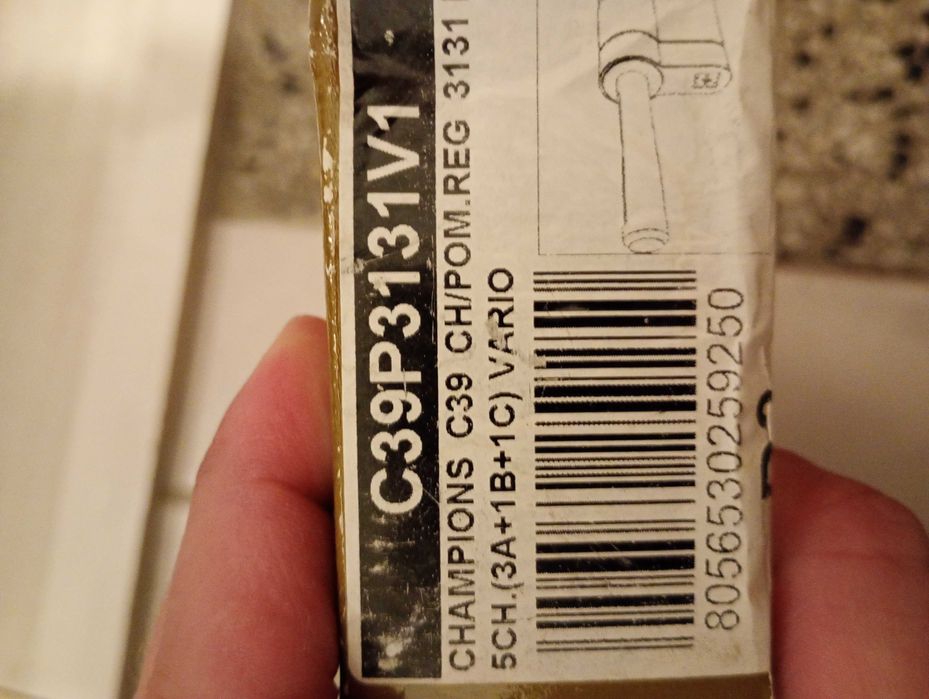 C39P3131V1
CHAMPIONS C39 CH/POM.REG 3131
5CH.(3A+1B+1C) VARIO
8056530259250